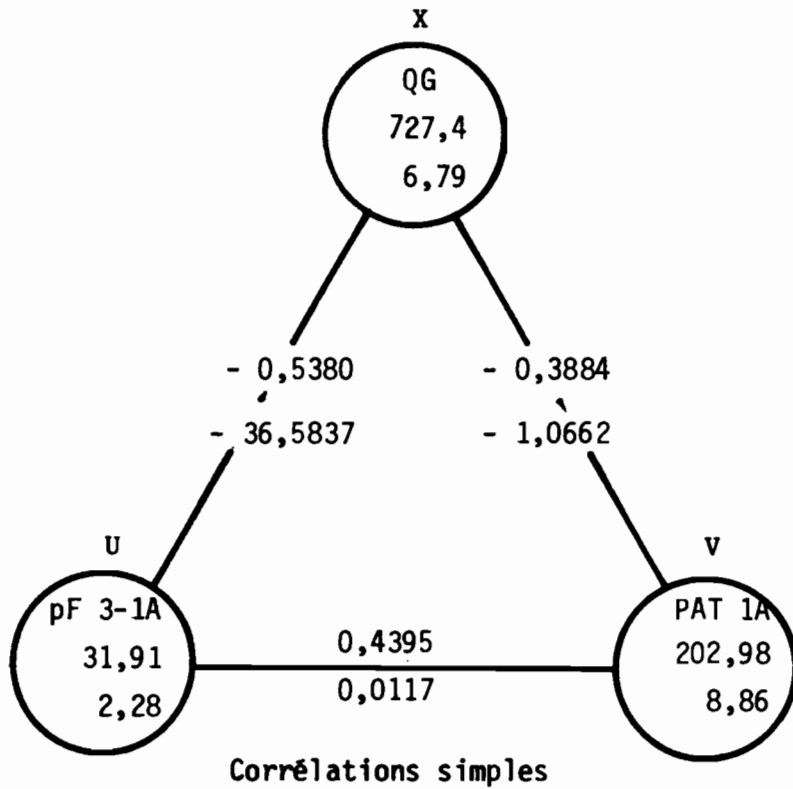 X
QG
727,4
6,79
- 0,5380
- 36,5837
- 0,3884
- 1,0662
U
pF 3-1A
31,91
2,28
0,4395
0,0117
V
PAT 1A
202,98
8,86
Corrélations simples